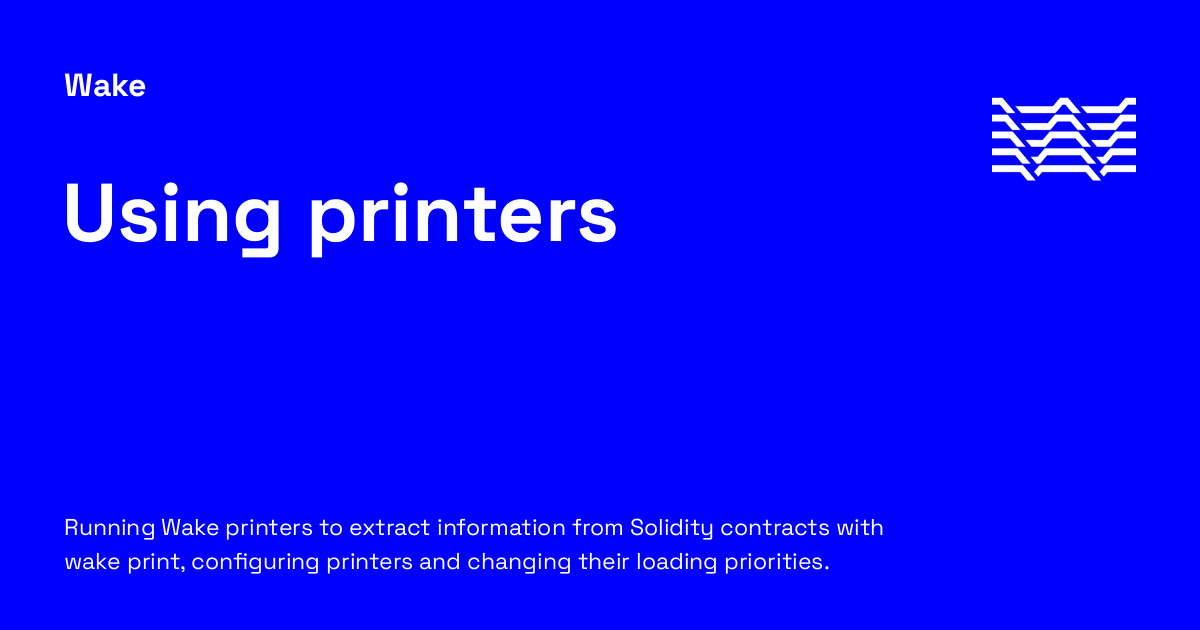 Wake
Using printers
Running Wake printers to extract information from Solidity contracts with
wake print, configuring printers and changing their loading priorities.